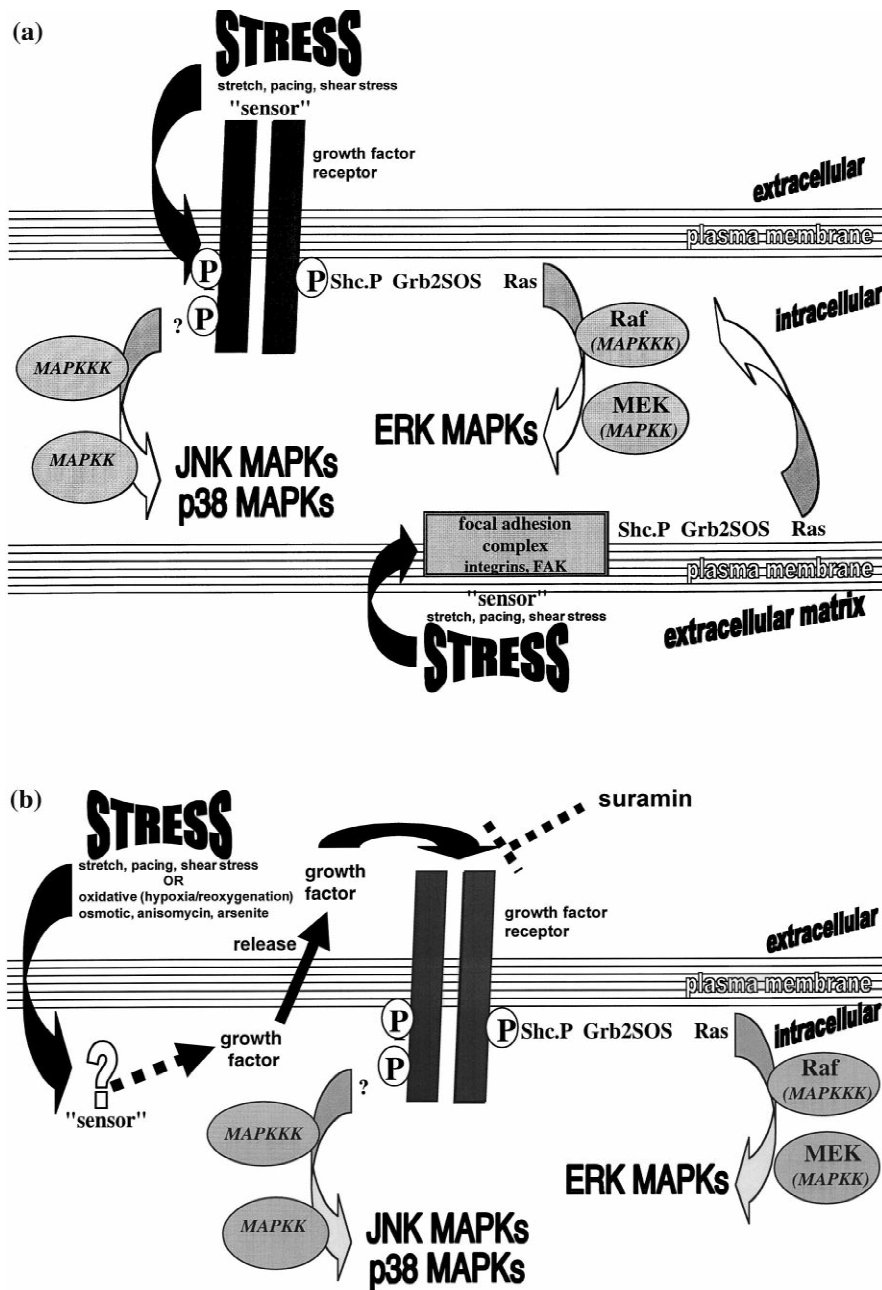 (a)
STRESS
stretch, pacing, shear stress
"sensor"
growth factor
receptor
extracellular
plasma membrane
P
P
Shc.P Grb2SOS Ras
intracellular
?
P
Raf
(MAPKKK)
MAPKKK
MEK
(MAPKK)
ERK MAPKs
MAPKK
JNK MAPKs
p38 MAPKs
focal adhesion
complex
integrins, FAK
Shc.P Grb2SOS Ras
plasma membrane
"sensor"
stretch, pacing, shear stress
extracellular matrix
STRESS
(b)
STRESS
suramin
stretch, pacing, shear stress
OR
oxidative (hypoxia/reoxygenation)
osmotic, anisomycin, arsenite
growth
factor
growth factor
receptor
release
extracellular
plasma membrane
P
P
Shc.P Grb2SOS Ras
intracellular
growth
factor
P
?
"sensor"
?
Raf
(MAPKKK)
MAPKKK
MEK
(MAPKK)
ERK MAPKs
MAPKK
JNK MAPKs
p38 MAPKs